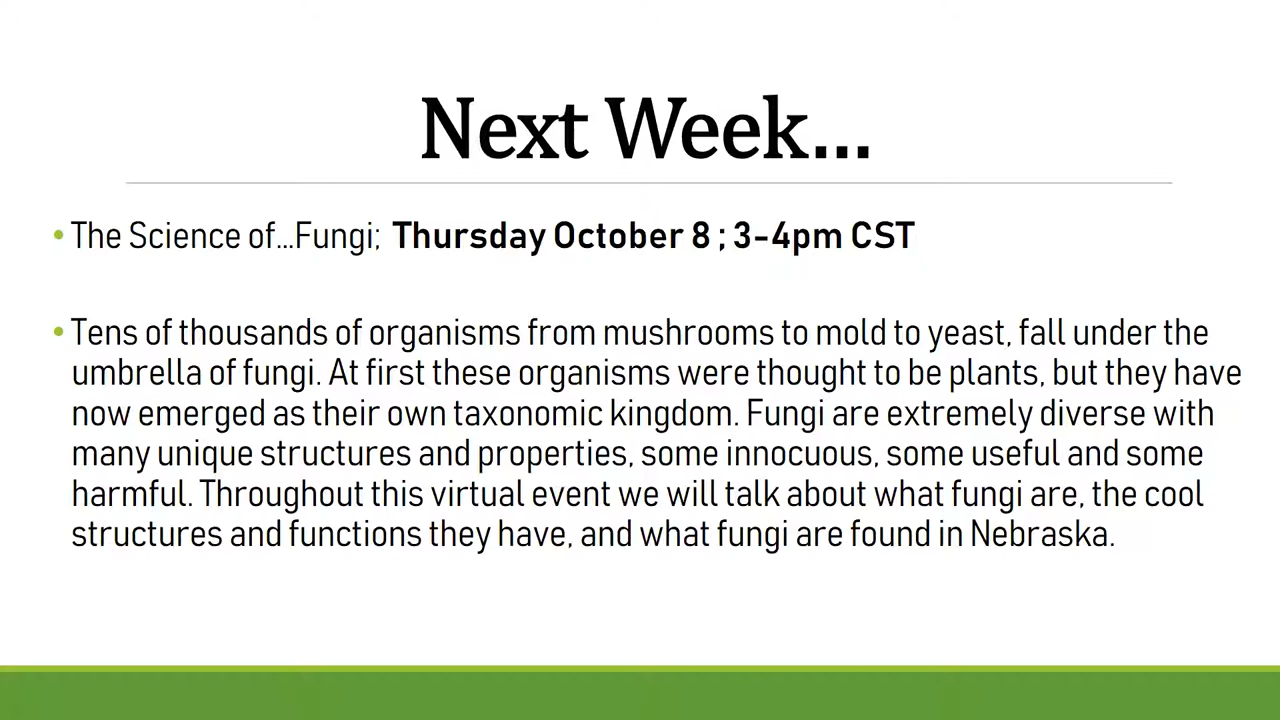 Next Week...
• The Science of...Fungi; Thursday October 8 ; 3-4pm CST
• Tens of thousands of organisms from mushrooms to mold to yeast, fall under the
umbrella of fungi. At first these organisms were thought to be plants, but they have
now emerged as their own taxonomic kingdom. Fungi are extremely diverse with
many unique structures and properties, some innocuous, some useful and some
harmful. Throughout this virtual event we will talk about what fungi are, the cool
structures and functions they have, and what fungi are found in Nebraska.